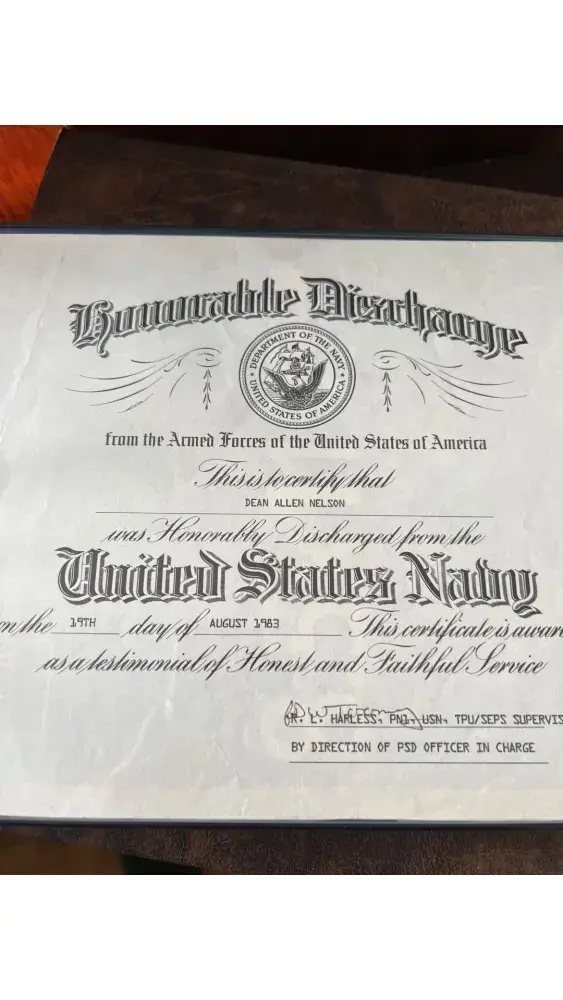 Honorable Discharge
DEPARTMENT OF THE NAVY
UNITED STATES OF AMERICA
from the Armed Forces of the United States of America
This is to certify that
DEAN ALLEN NELSON
was Honorably Discharged from the
United States Navy
on the 19TH day of AUGUST 1983 This certificate is awar
as a testimonial of Honest and Faithful Service
R. L. HARLESS, PN1, USN, TPU/SEPS SUPERVIS
BY DIRECTION OF PSD OFFICER IN CHARGE